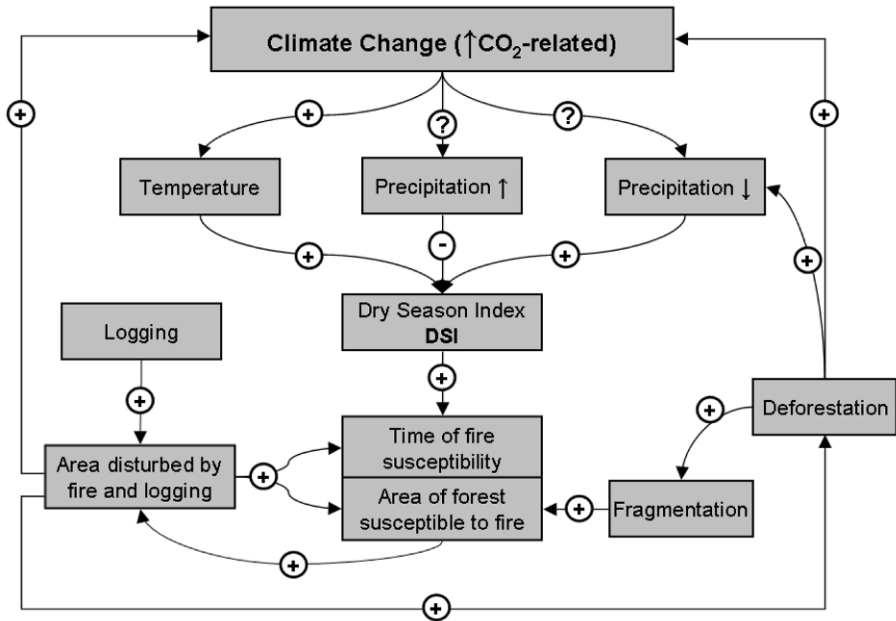 Climate Change (↑CO₂-related)
+
+
+
?
?
Temperature
Precipitation ↑
Precipitation ↓
+
-
+
+
Dry Season Index
DSI
Logging
+
+
Deforestation
+
Time of fire
susceptibility
Area disturbed by
fire and logging
+
Area of forest
susceptible to fire
+
Fragmentation
+
+